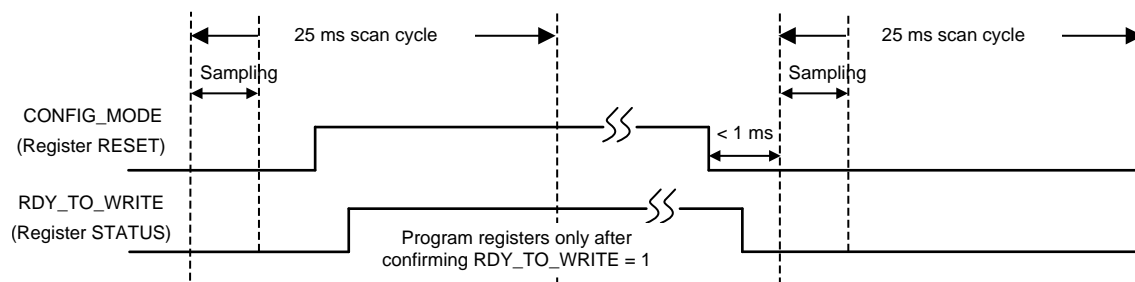 25 ms scan cycle
25 ms scan cycle
Sampling
Sampling
CONFIG_MODE
(Register RESET)
< 1 ms
RDY_TO_WRITE
(Register STATUS)
Program registers only after
confirming RDY_TO_WRITE = 1